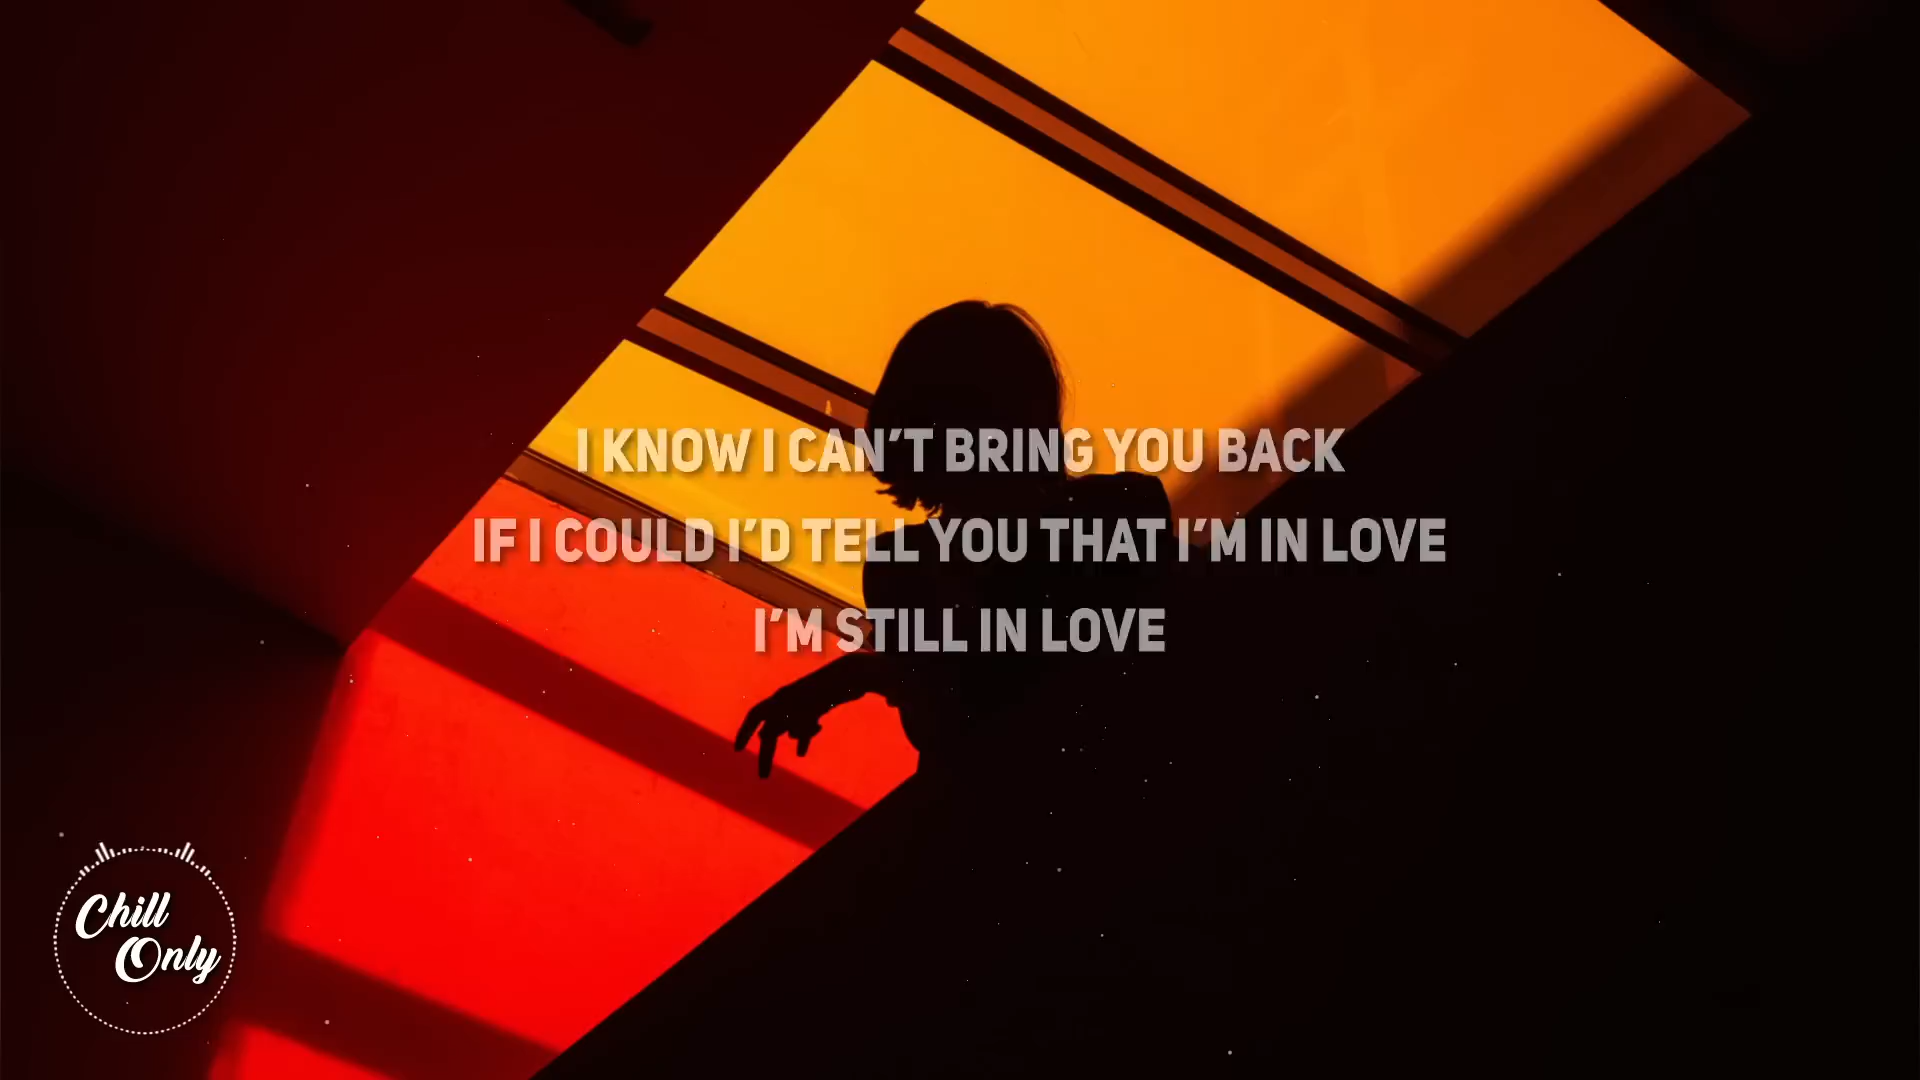 I KNOW I CAN'T BRING YOU BACK
IF I COULD I'D TELL YOU THAT I'M IN LOVE
I'M STILL IN LOVE
Chill
Only